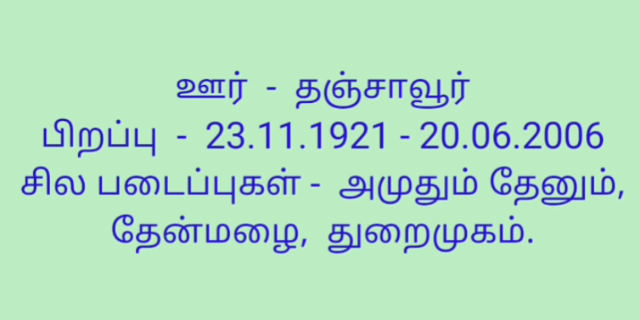 ஊர் - தஞ்சாவூர்
பிறப்பு - 23.11.1921 - 20.06.2006
சில படைப்புகள் - அமுதும் தேனும்,
தேன்மழை, துறைமுகம்.